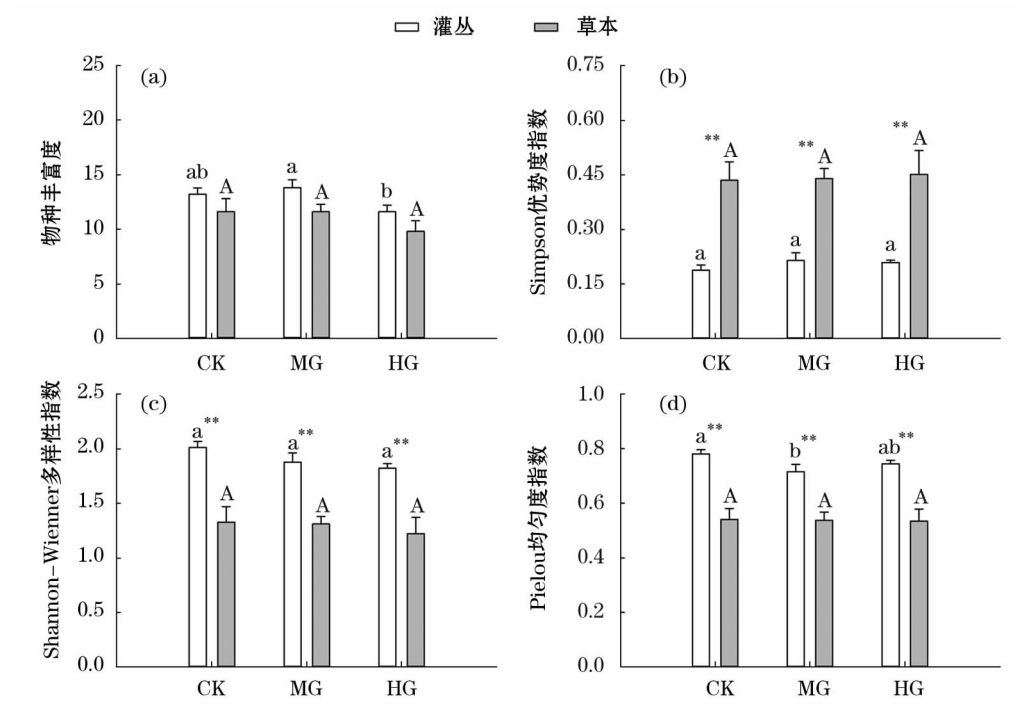 灌丛 草本
(a)
物种丰富度
25
20
15
10
5
0
ab A a A b A
CK MG HG
(b)
Simpson优势度指数
0.75
0.60
0.45
0.30
0.15
0.00
** ** **
a A a A a A
CK MG HG
(c)
Shannon-Wienner多样性指数
2.5
2.0
1.5
1.0
0.5
0.0
a** A a** A a** A
CK MG HG
(d)
Pielou均匀度指数
1.0
0.8
0.6
0.4
0.2
0.0
a** A b** A ab** A
CK MG HG